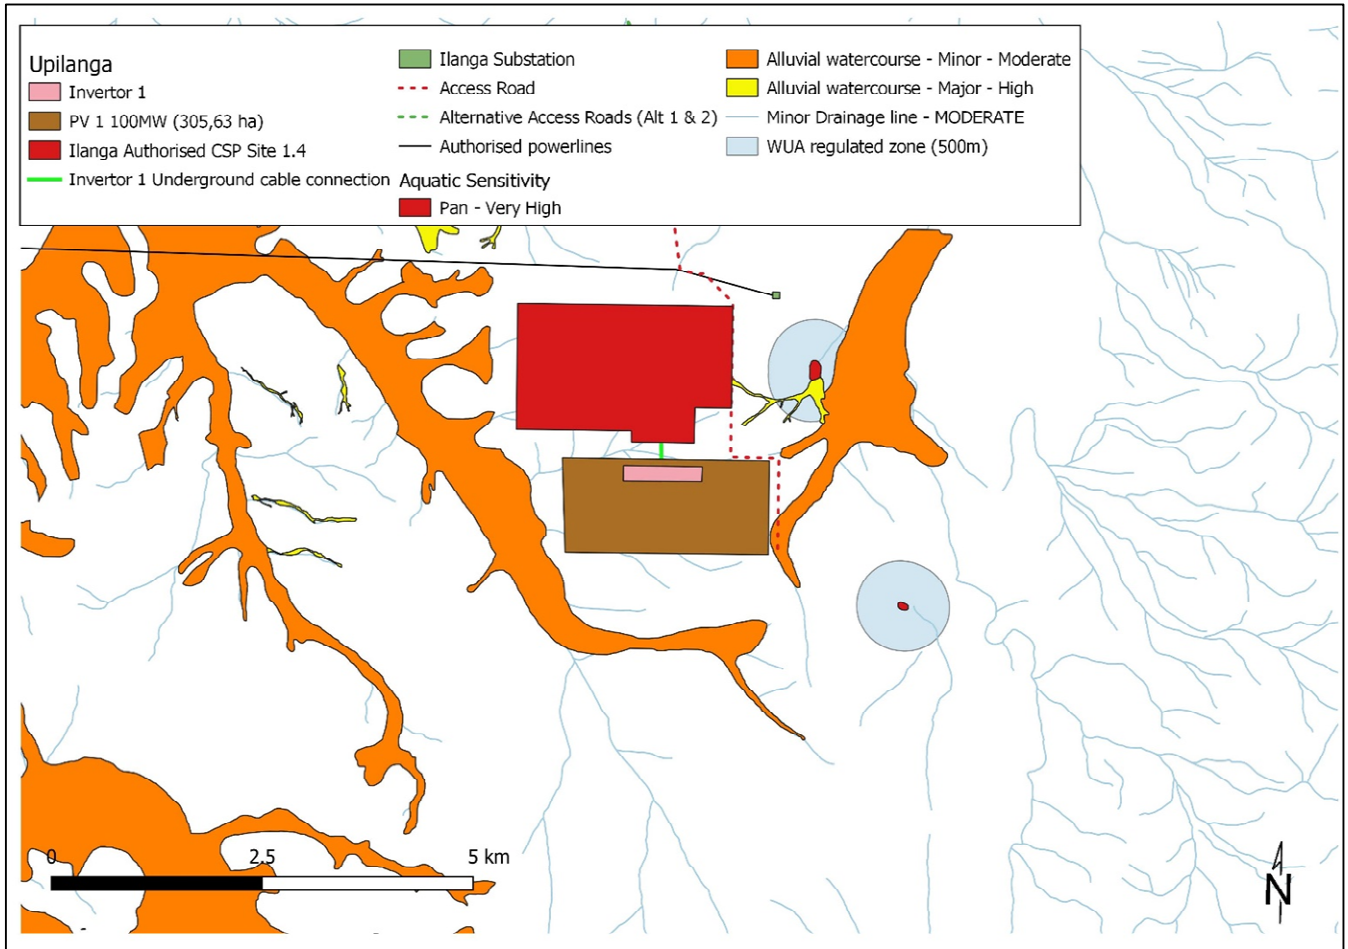 Upilanga
Invertor 1
PV 1 100MW (305,63 ha)
Ilanga Authorised CSP Site 1.4
Invertor 1 Underground cable connection
Ilanga Substation
Access Road
Alternative Access Roads (Alt 1 & 2)
Authorised powerlines
Aquatic Sensitivity
Pan - Very High
Alluvial watercourse - Minor - Moderate
Alluvial watercourse - Major - High
Minor Drainage line - MODERATE
WUA regulated zone (500m)
0 2.5 5 km
N